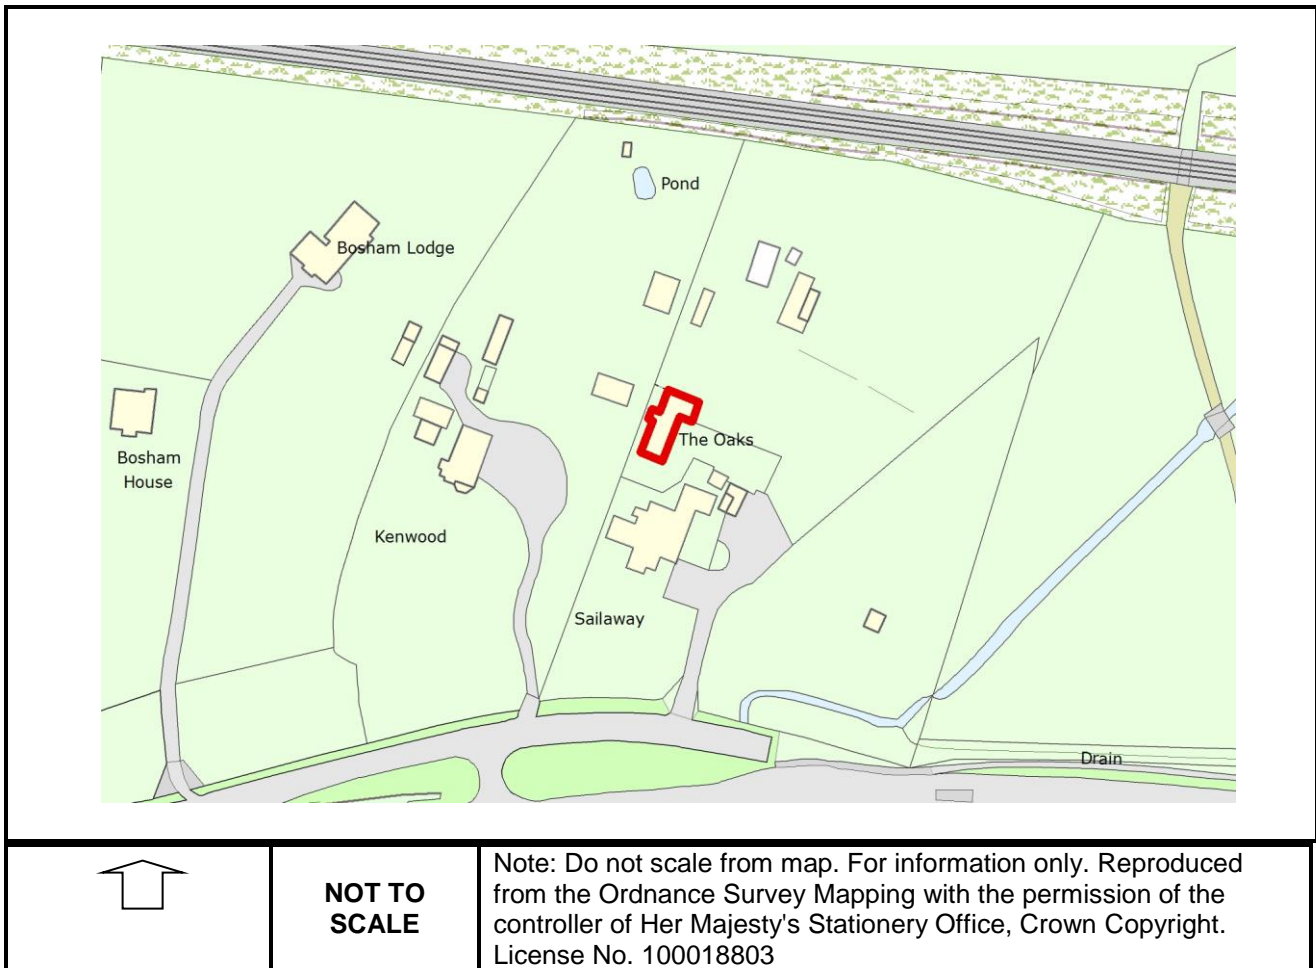 Pond
Bosham Lodge
The Oaks
Bosham
House
Kenwood
Sailaway
Drain
NOT TO
SCALE
Note: Do not scale from map. For information only. Reproduced
from the Ordnance Survey Mapping with the permission of the
controller of Her Majesty's Stationery Office, Crown Copyright.
License No. 100018803